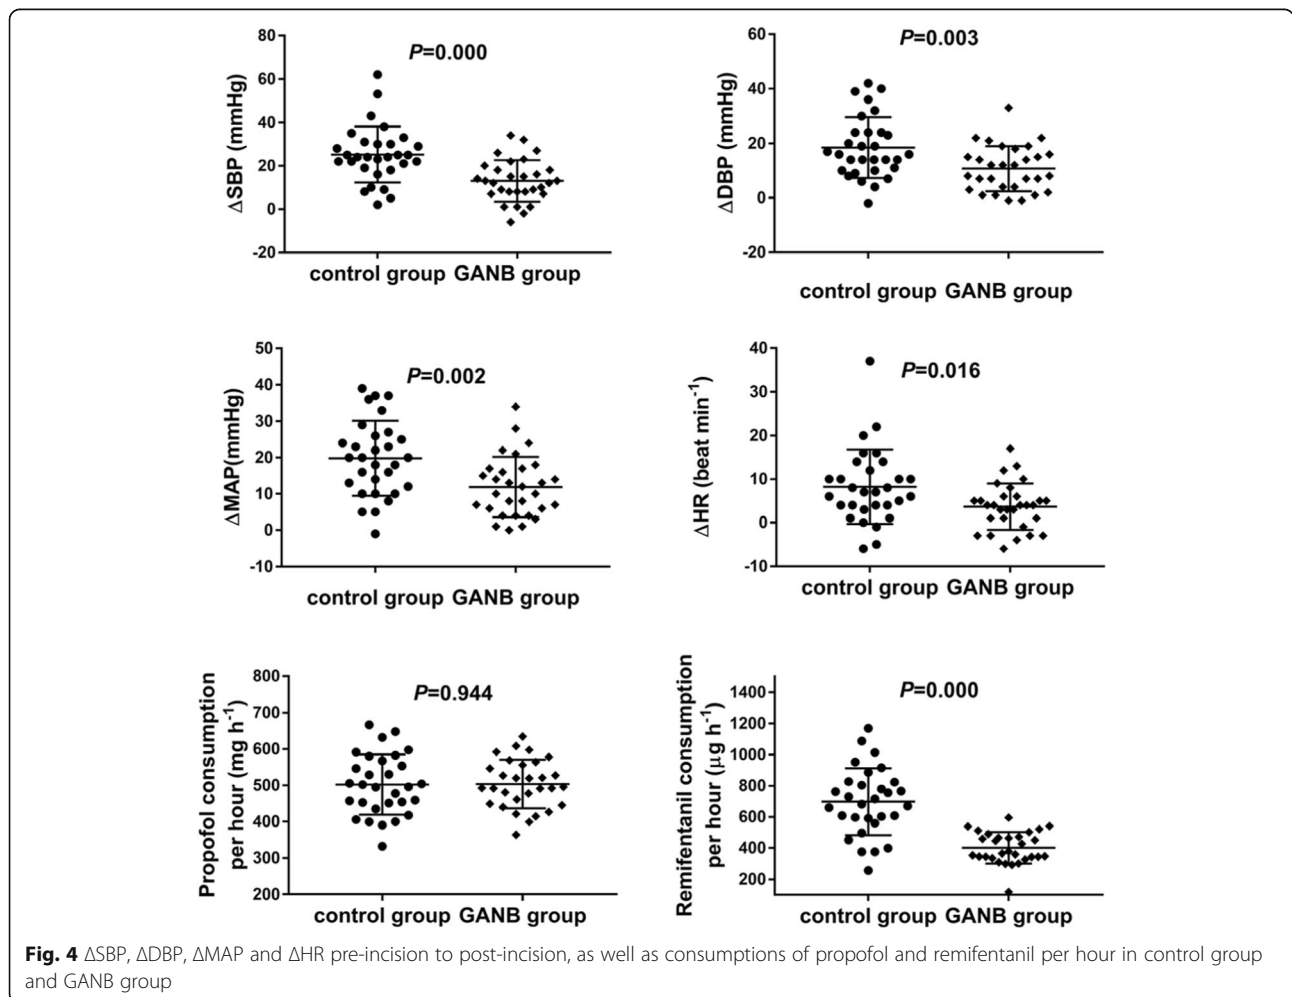 P=0.000
ΔSBP (mmHg)
80
60
40
20
0
-20
control group GANB group
P=0.003
ΔDBP (mmHg)
60
40
20
0
-20
control group GANB group
P=0.002
ΔMAP(mmHg)
50
40
30
20
10
0
-10
control group GANB group
P=0.016
ΔHR (beat min⁻¹)
40
30
20
10
0
-10
control group GANB group
P=0.944
Propofol consumption
per hour (mg h⁻¹)
800
700
600
500
400
300
200
control group GANB group
P=0.000
Remifentanil consumption
per hour (μg h⁻¹)
1400
1200
1000
800
600
400
200
control group GANB group
Fig. 4 ΔSBP, ΔDBP, ΔMAP and ΔHR pre-incision to post-incision, as well as consumptions of propofol and remifentanil per hour in control group
and GANB group